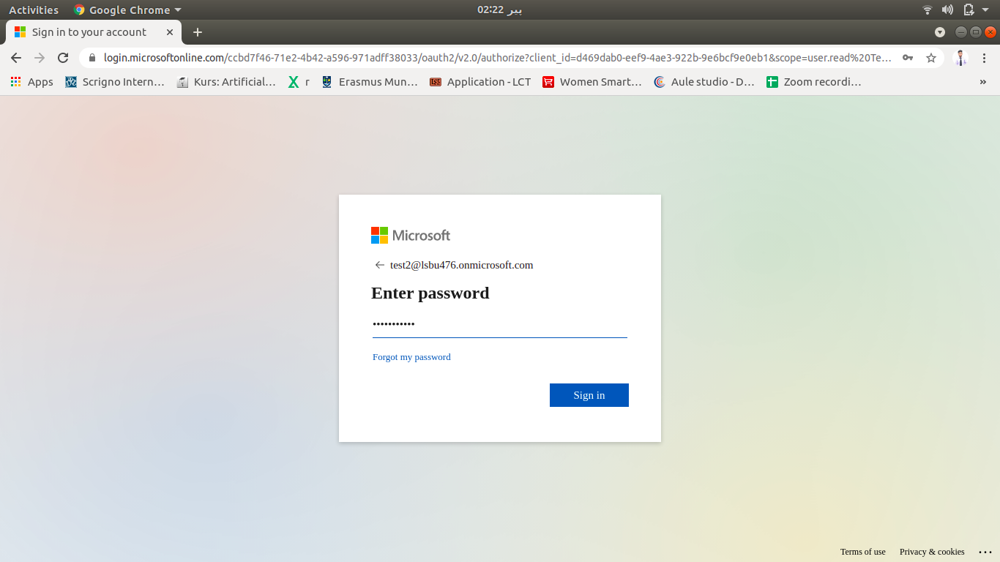 Activities Google Chrome 02:22 پیر
Sign in to your account
login.microsoftonline.com/ccbd7f46-71e2-4b42-a596-971adff38033/oauth2/v2.0/authorize?client_id=d469dab0-eef9-4ae3-922b-9e6bcf9e0eb1&scope=user.read%20Te...
Apps Scrigno Intern... Kurs: Artificial... r Erasmus Mun... Application - LCT Women Smart... Aule studio - D... Zoom recordi... »
Microsoft
test2@lsbu476.onmicrosoft.com
Enter password
•••••••••••
Forgot my password
Sign in
Terms of use Privacy & cookies ...